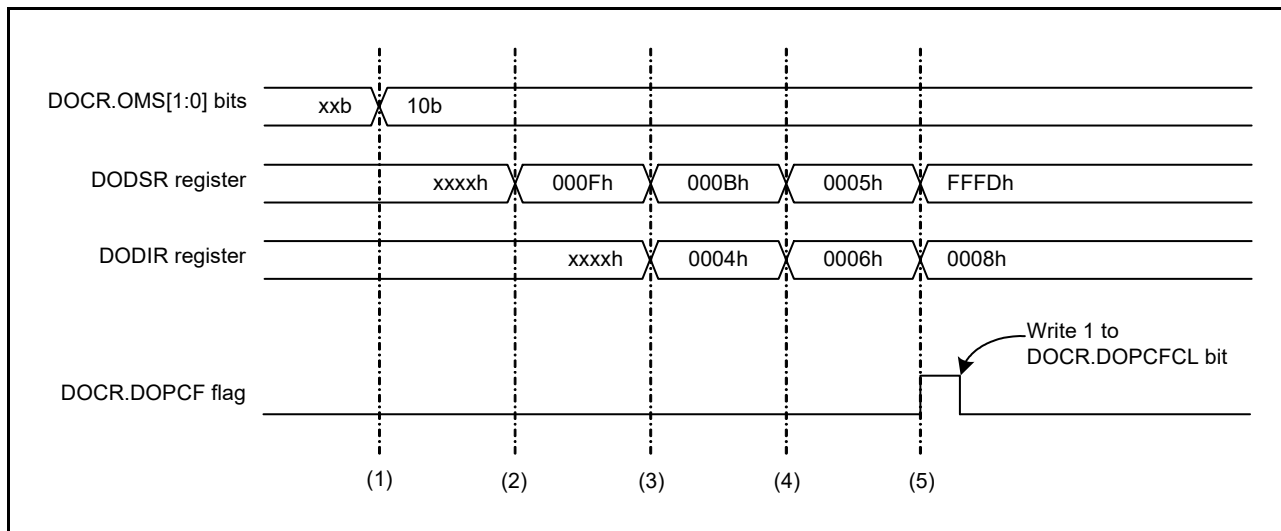 DOCR.OMS[1:0] bits
xxb
10b
DODSR register
xxxxh
000Fh
000Bh
0005h
FFFDh
DODIR register
xxxxh
0004h
0006h
0008h
Write 1 to
DOCR.DOPCFCL bit
DOCR.DOPCF flag
(1)
(2)
(3)
(4)
(5)